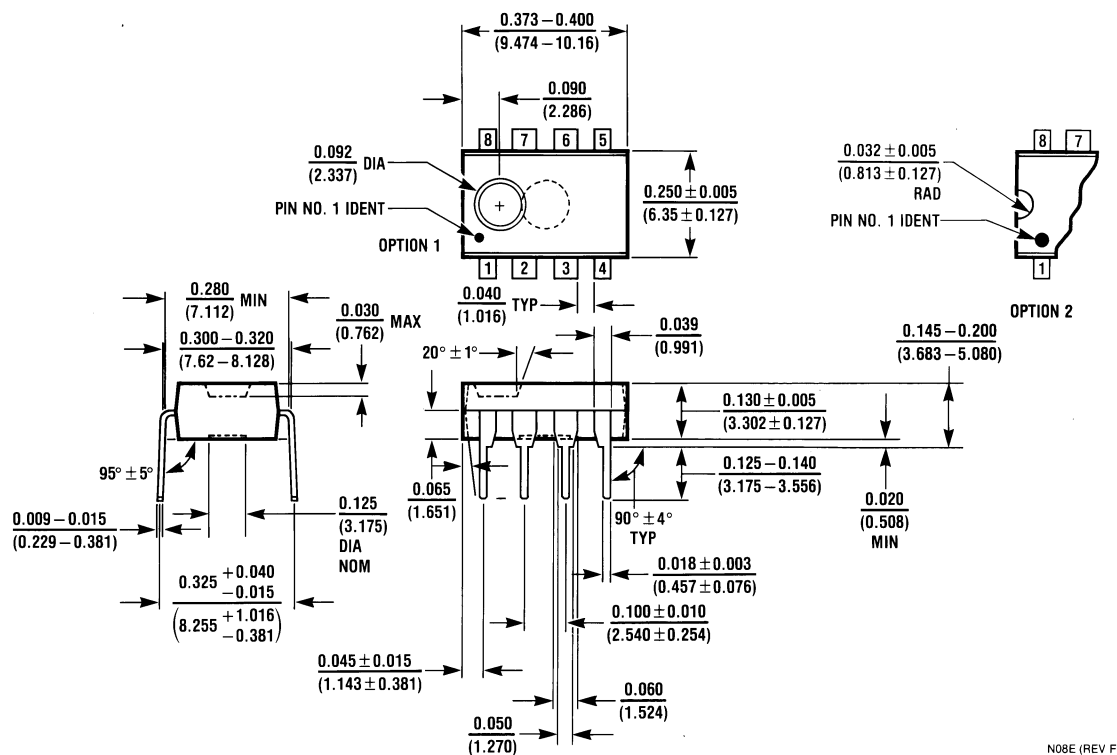 0.373 – 0.400
(9.474 – 10.16)
0.090
(2.286)
8 7 6 5
0.092 DIA
(2.337)
PIN NO. 1 IDENT
OPTION 1
1 2 3 4
0.250 ± 0.005
(6.35 ± 0.127)
0.032 ± 0.005
(0.813 ± 0.127)
RAD
PIN NO. 1 IDENT
8 7
1
OPTION 2
0.280 MIN
(7.112)
0.300 – 0.320
(7.62 – 8.128)
0.030 MAX
(0.762)
0.040 TYP
(1.016)
0.039
(0.991)
20° ± 1°
0.145 – 0.200
(3.683 – 5.080)
0.130 ± 0.005
(3.302 ± 0.127)
0.125 – 0.140
(3.175 – 3.556)
0.020
(0.508)
MIN
95° ± 5°
0.009 – 0.015
(0.229 – 0.381)
0.125
(3.175)
DIA
NOM
0.065
(1.651)
90° ± 4°
TYP
0.325 +0.040
–0.015
(8.255 +1.016
–0.381)
0.018 ± 0.003
(0.457 ± 0.076)
0.100 ± 0.010
(2.540 ± 0.254)
0.045 ± 0.015
(1.143 ± 0.381)
0.060
(1.524)
0.050
(1.270)
N08E (REV F